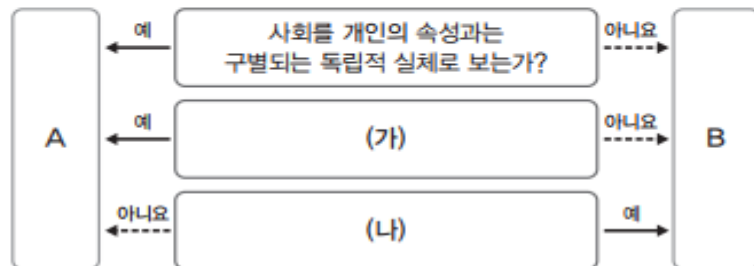 예
사회를 개인의 속성과는
구별되는 독립적 실체로 보는가?
아니요
A
예
(가)
아니요
B
아니요
(나)
예